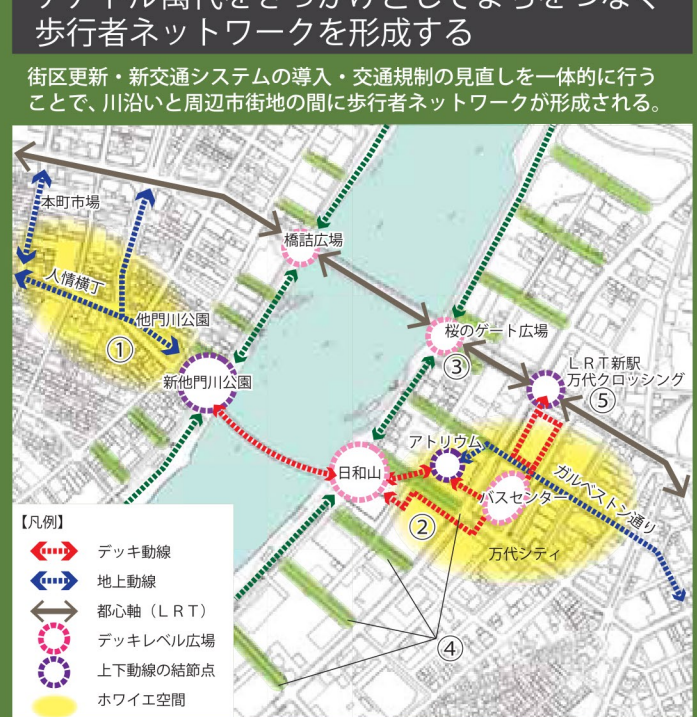 歩行者ネットワークを形成する
街区更新・新交通システムの導入・交通規制の見直しを一体的に行う
ことで、川沿いと周辺市街地の間に歩行者ネットワークが形成される。
本町市場
橋詰広場
人情横丁
他門川公園
①
桜のゲート広場
③
新他門川公園
LRT新駅
万代クロッシング
⑤
アトリウム
日和山
バスセンター
ガルベストン通り
②
万代シティ
④
【凡例】
デッキ動線
地上動線
都心軸(LRT)
デッキレベル広場
上下動線の結節点
ホワイエ空間